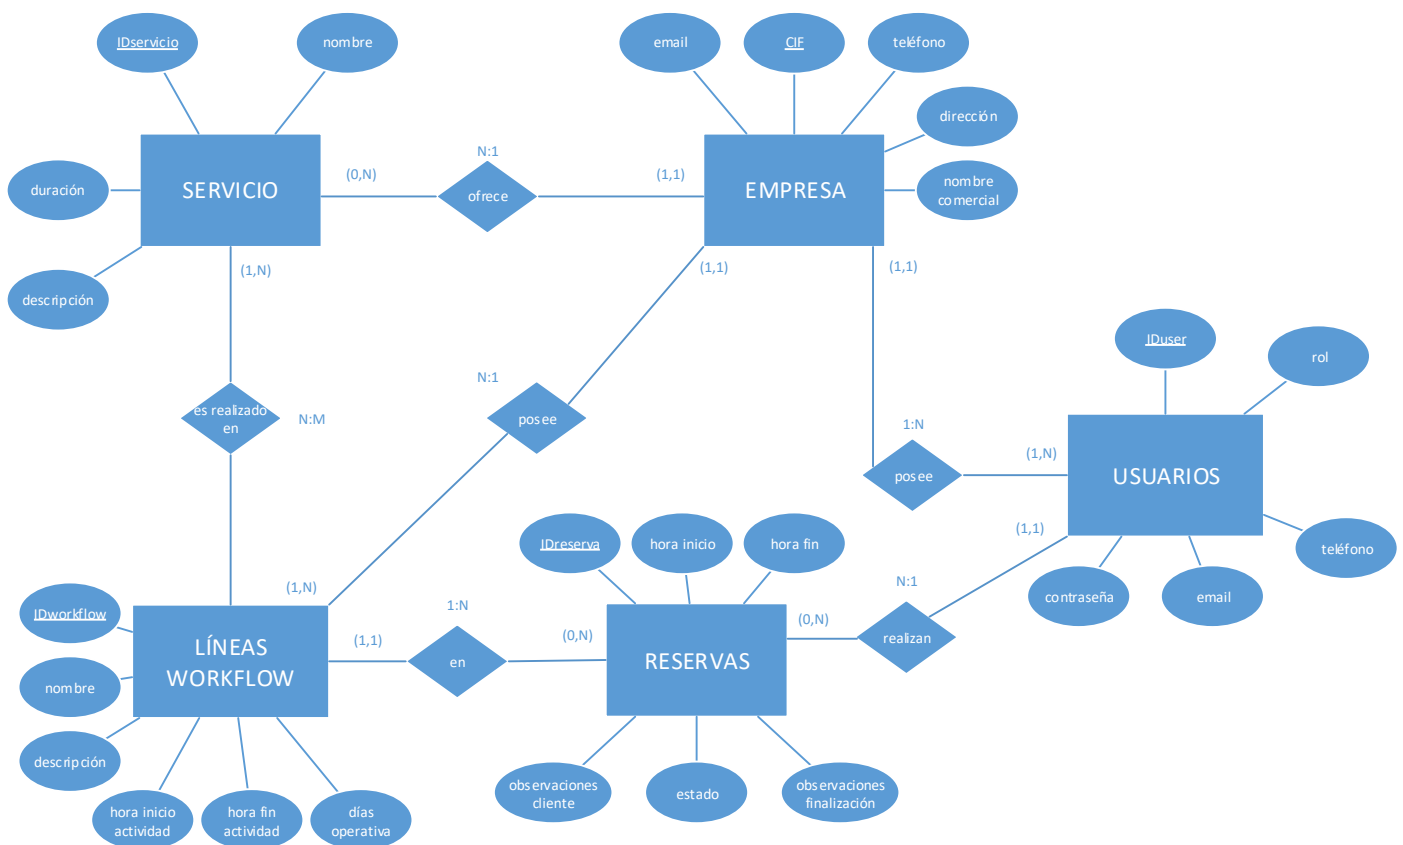 IDservicio
nombre
email
CIF
teléfono
dirección
nombre
comercial
duración
descripción
SERVICIO
(0,N)
N:1
ofrece
(1,1)
EMPRESA
(1,N)
(1,1)
(1,1)
es realizado
en
N:M
N:1
posee
1:N
posee
(1,N)
IDuser
rol
USUARIOS
(1,1)
teléfono
contraseña
email
IDreserva
hora inicio
hora fin
(1,N)
1:N
(1,1)
en
(0,N)
RESERVAS
(0,N)
N:1
realizan
IDworkflow
nombre
descripción
LÍNEAS
WORKFLOW
hora inicio
actividad
hora fin
actividad
días
operativa
observaciones
cliente
estado
observaciones
finalización